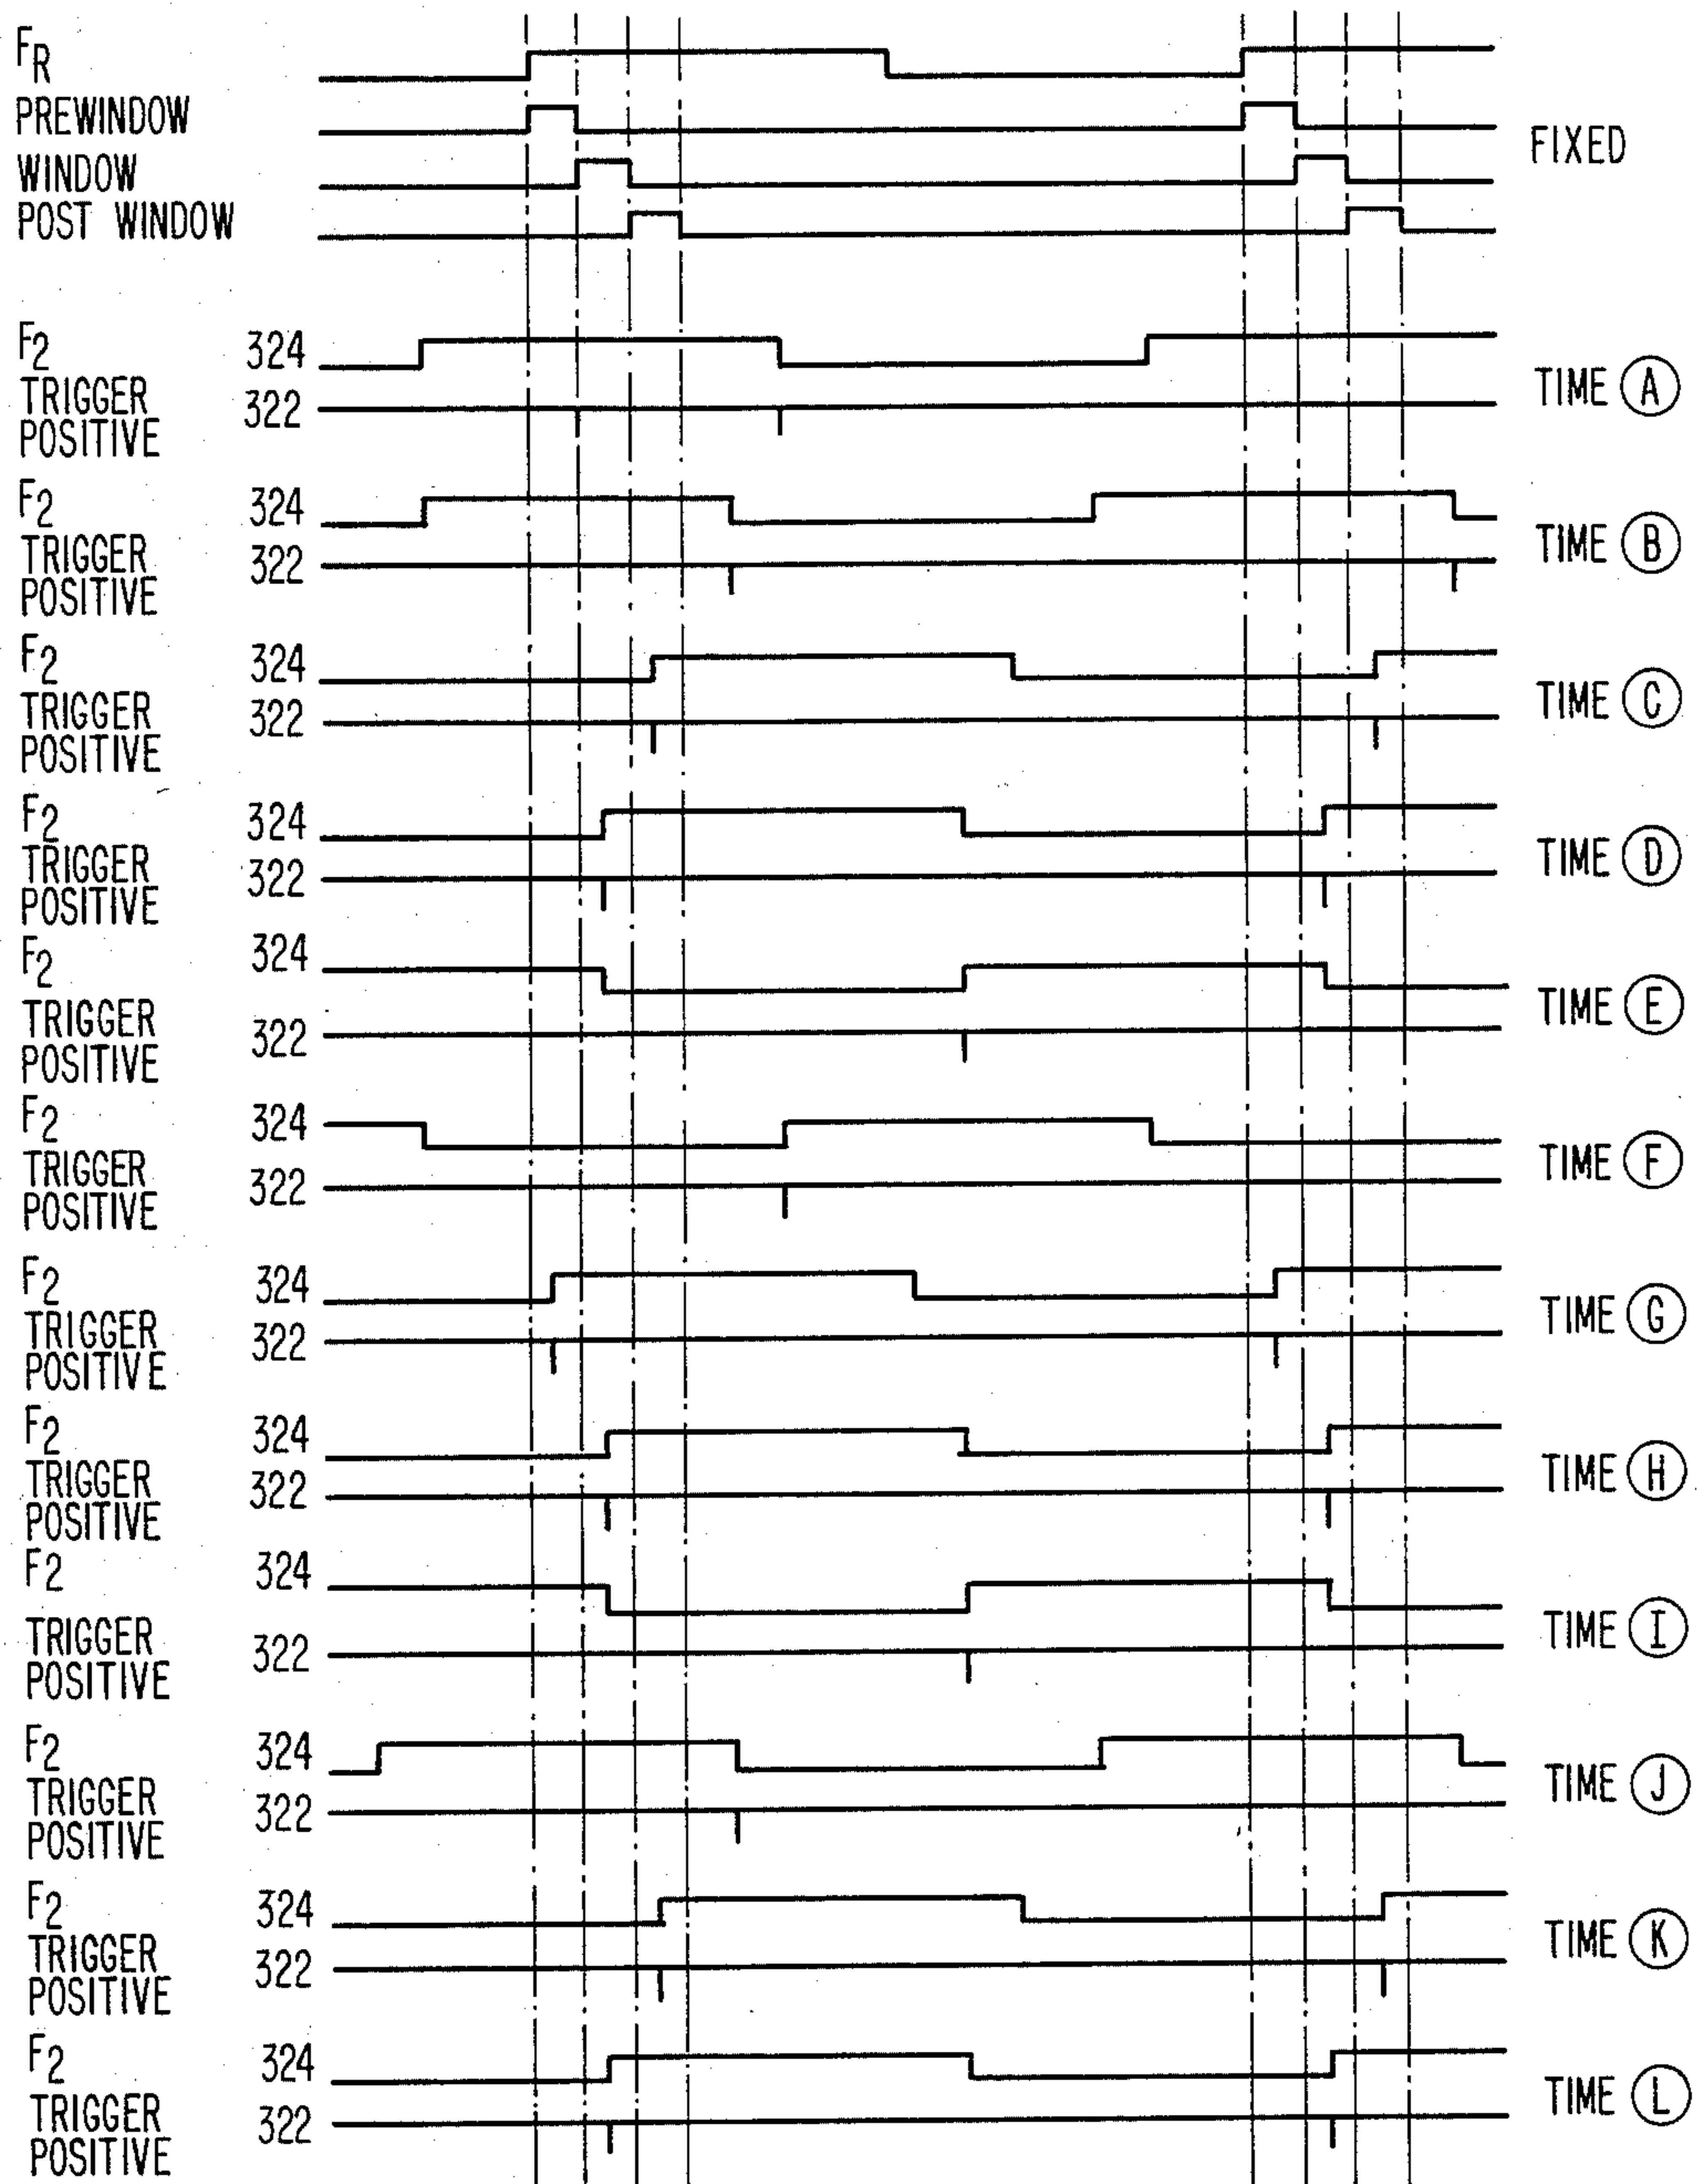 FR
PREWINDOW
WINDOW
POST WINDOW
FIXED
F2 324
TRIGGER POSITIVE 322
TIME A
F2 324
TRIGGER POSITIVE 322
TIME B
F2 324
TRIGGER POSITIVE 322
TIME C
F2 324
TRIGGER POSITIVE 322
TIME D
F2 324
TRIGGER POSITIVE 322
TIME E
F2 324
TRIGGER POSITIVE 322
TIME F
F2 324
TRIGGER POSITIVE 322
TIME G
F2 324
TRIGGER POSITIVE 322
TIME H
F2 324
TRIGGER POSITIVE 322
TIME I
F2 324
TRIGGER POSITIVE 322
TIME J
F2 324
TRIGGER POSITIVE 322
TIME K
F2 324
TRIGGER POSITIVE 322
TIME L